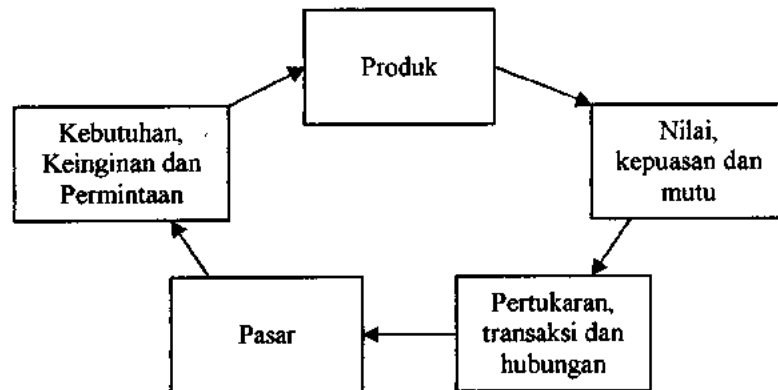 Produk
Kebutuhan,
Keinginan dan
Permintaan
Nilai,
kepuasan dan
mutu
Pasar
Pertukaran,
transaksi dan
hubungan